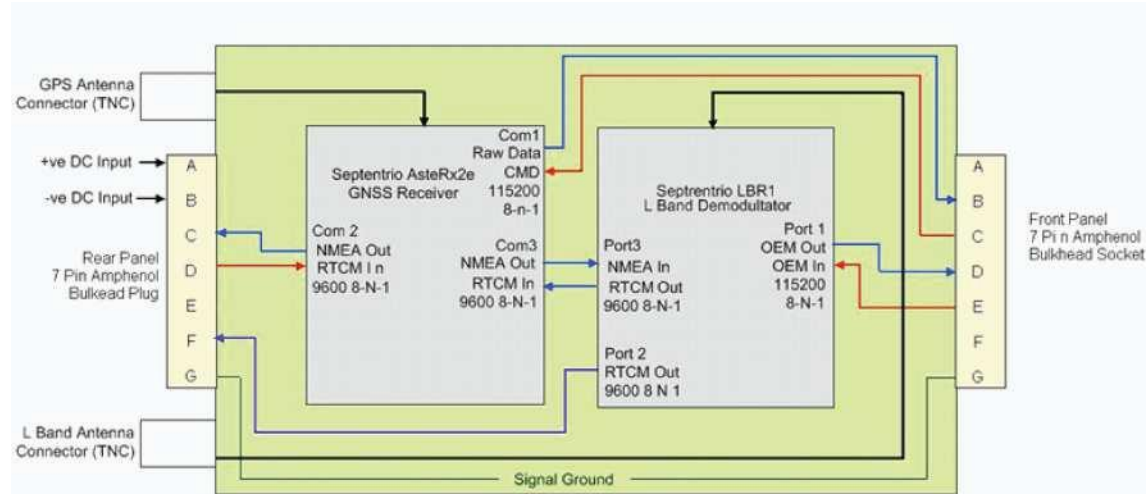 GPS Antenna
Connector (TNC)
+ve DC Input
-ve DC Input
A
B
C
D
E
F
G
Rear Panel
7 Pin Amphenol
Bulkead Plug
L Band Antenna
Connector (TNC)
Septentrio AsteRx2e
GNSS Receiver
Com1
Raw Data
CMD
115200
8-n-1
Com 2
NMEA Out
RTCM In
9600 8-N-1
Com3
NMEA Out
RTCM In
9600 8-N-1
Septrentrio LBR1
L Band Demodultator
Port 1
OEM Out
OEM In
115200
8-N-1
Port3
NMEA In
RTCM Out
9600 8-N-1
Port 2
RTCM Out
9600 8 N 1
A
B
C
D
E
F
G
Front Panel
7 Pi n Amphenol
Bulkhead Socket
Signal Ground